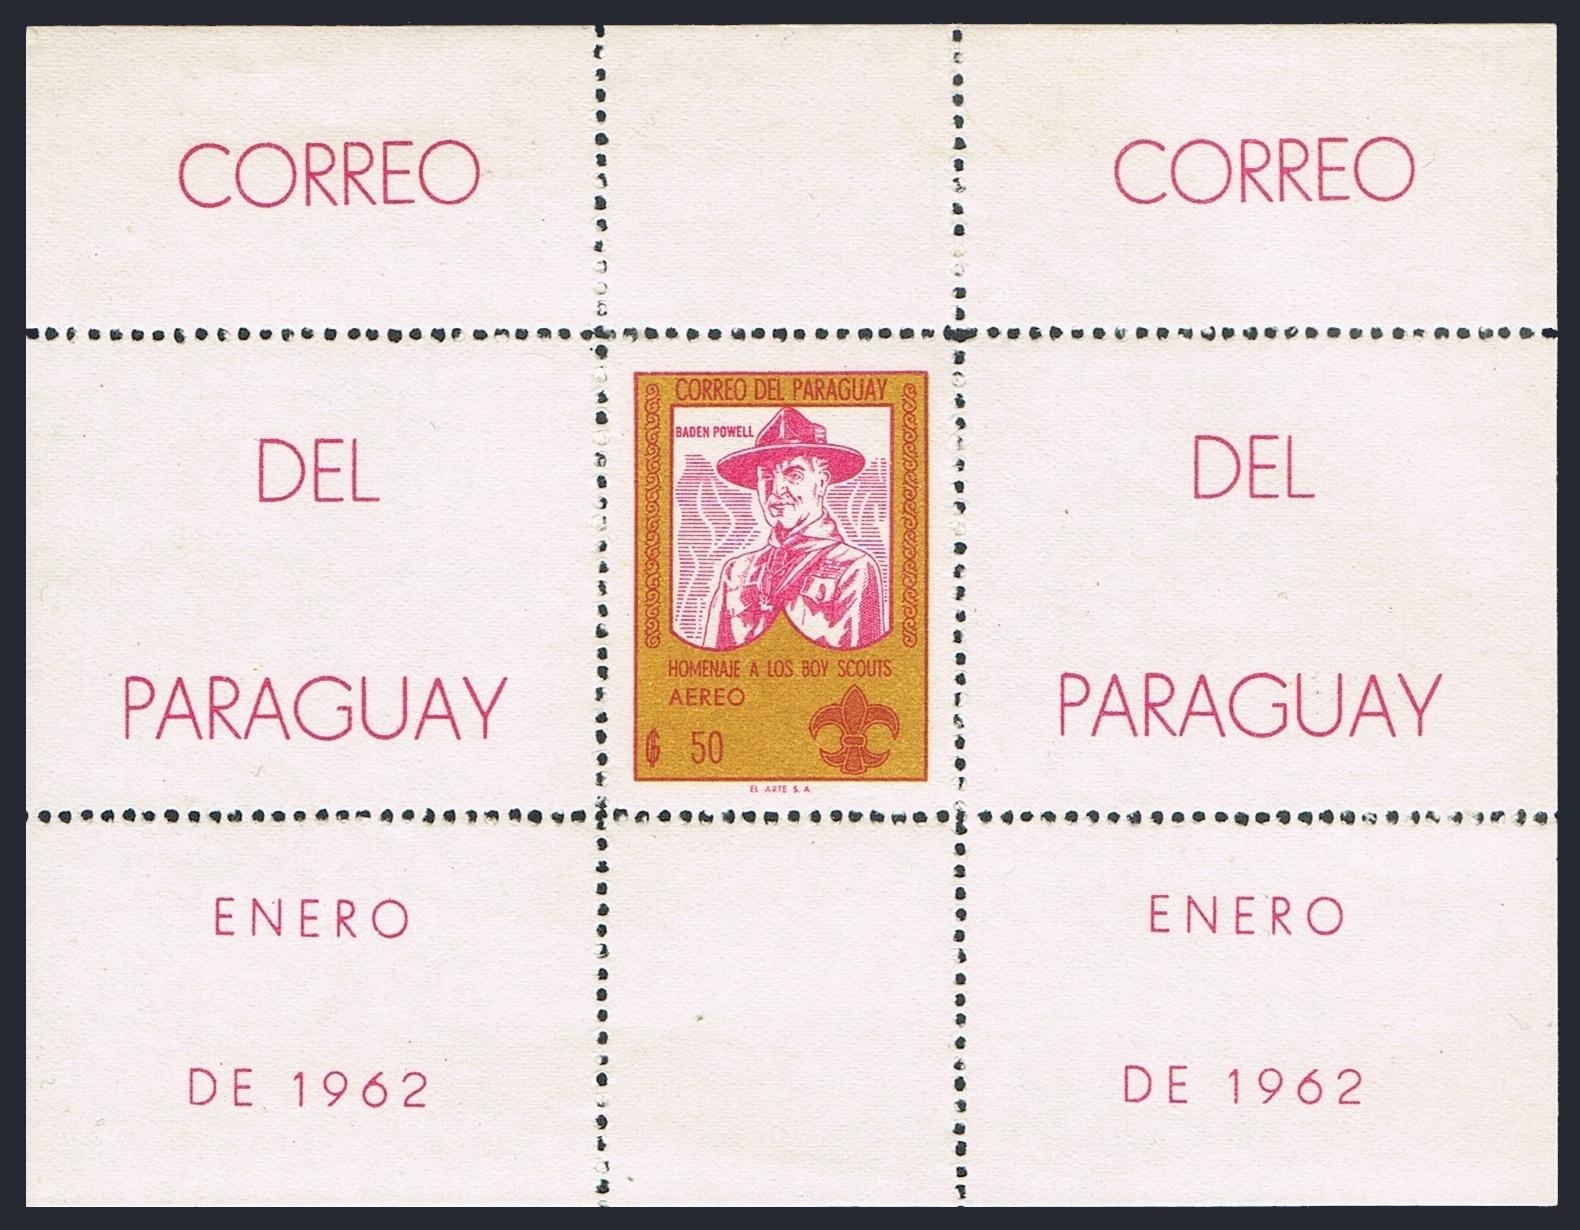 CORREO
CORREO
CORREO DEL PARAGUAY
BADEN POWELL
DEL
DEL
HOMENAJE A LOS BOY SCOUTS
AEREO
PARAGUAY
PARAGUAY
₲ 50
EL ARTE S. A.
ENERO
ENERO
DE 1962
DE 1962